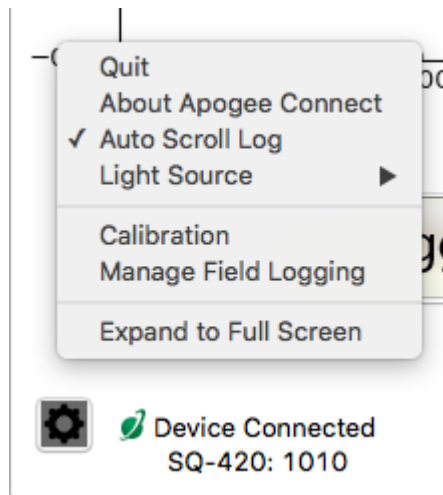 Quit
About Apogee Connect
✓ Auto Scroll Log
Light Source ▶
Calibration
Manage Field Logging
Expand to Full Screen
Device Connected
SQ-420: 1010